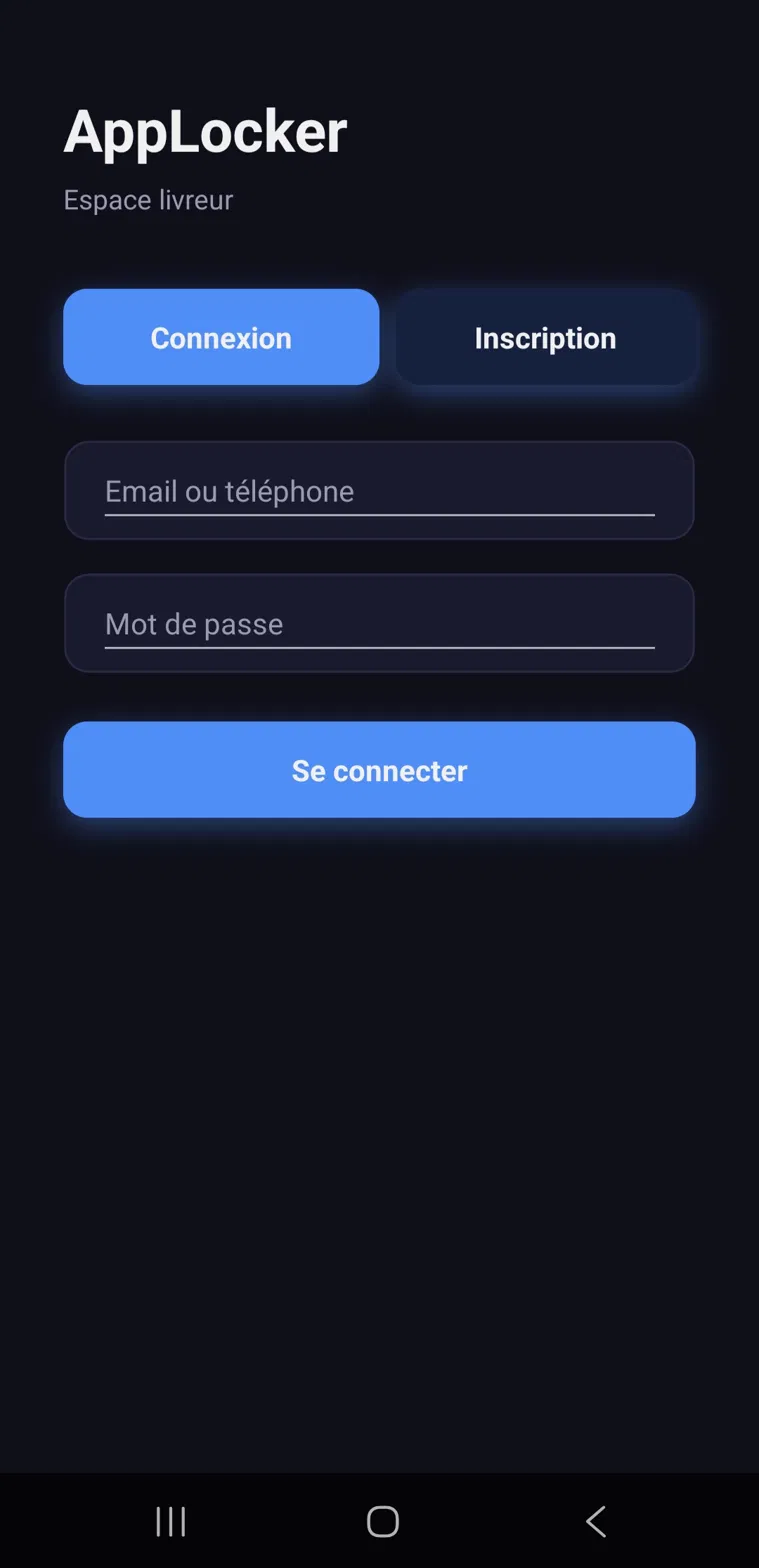 AppLocker
Espace livreur
Connexion
Inscription
Email ou téléphone
Mot de passe
Se connecter